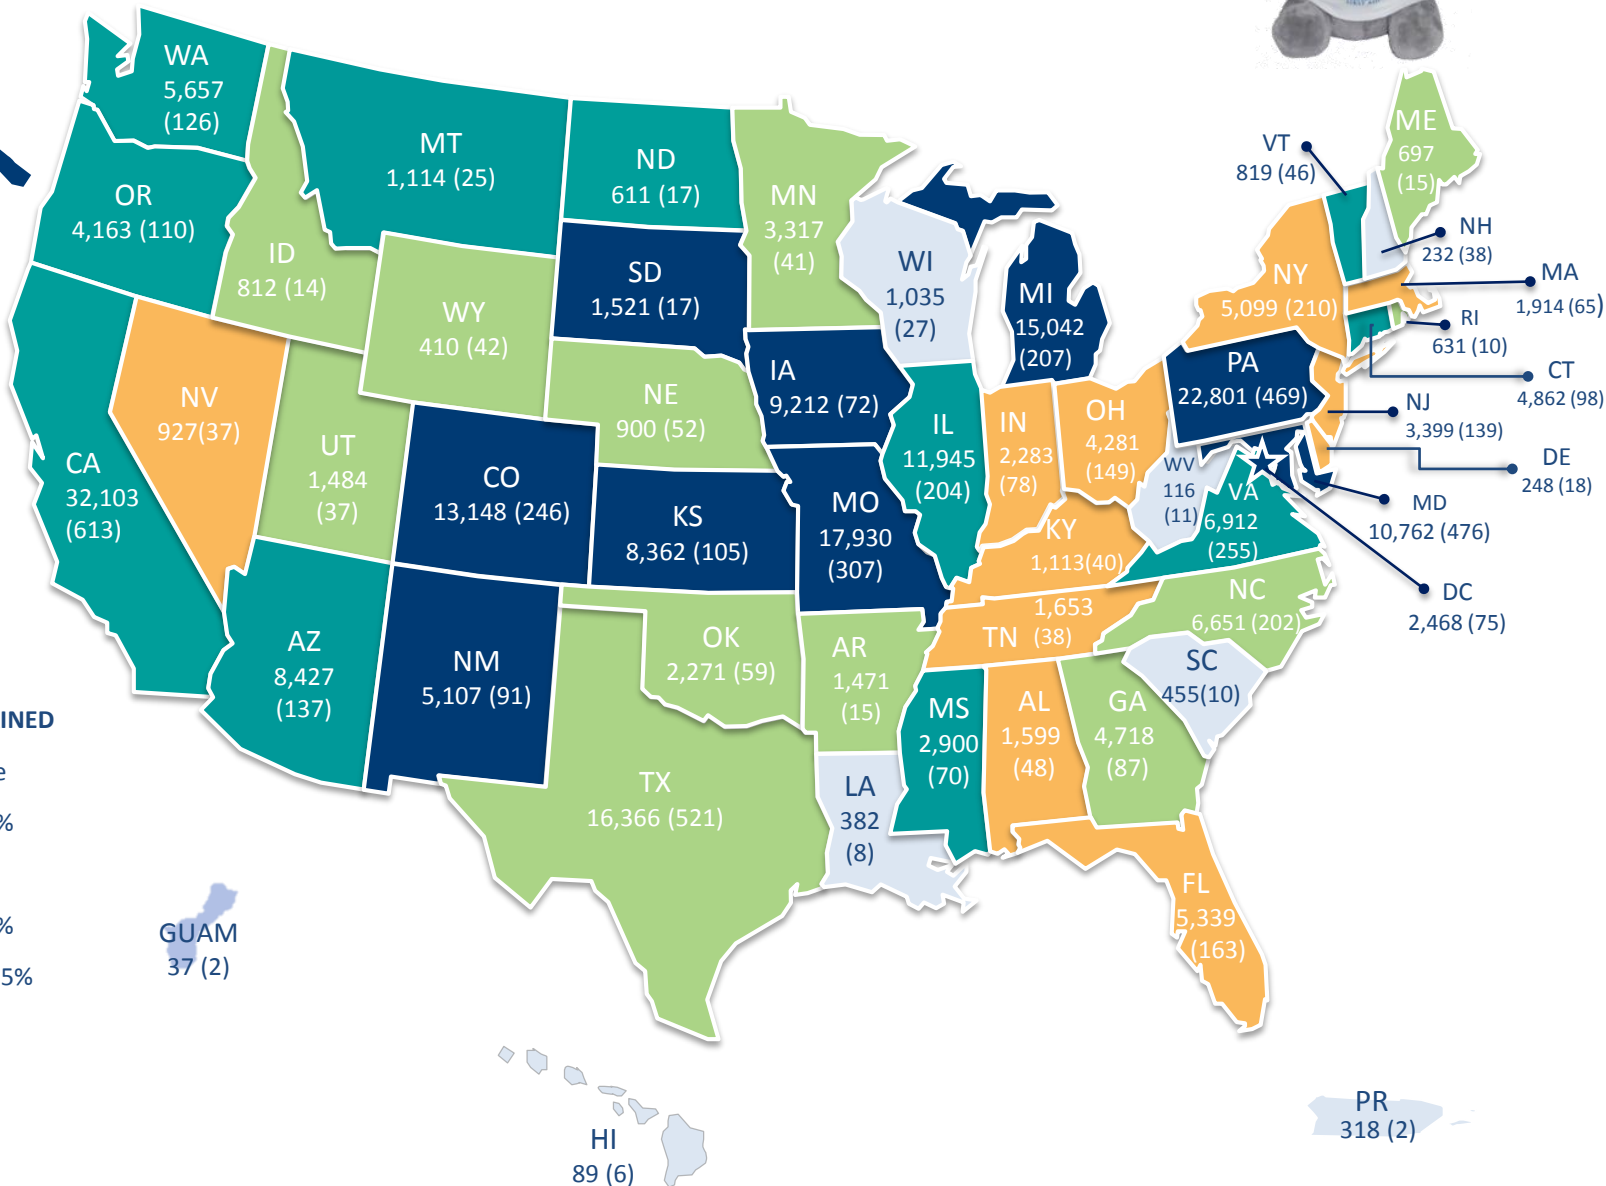 WA
5,657
(126)
OR
4,163 (110)
CA
32,103
(613)
NV
927(37)
ID
812 (14)
MT
1,114 (25)
WY
410 (42)
UT
1,484
(37)
AZ
8,427
(137)
CO
13,148 (246)
NM
5,107 (91)
ND
611 (17)
SD
1,521 (17)
NE
900 (52)
KS
8,362 (105)
OK
2,271 (59)
TX
16,366 (521)
MN
3,317
(41)
IA
9,212 (72)
MO
17,930
(307)
AR
1,471
(15)
LA
382
(8)
WI
1,035
(27)
IL
11,945
(204)
MI
15,042
(207)
IN
2,283
(78)
OH
4,281
(149)
KY
1,113(40)
1,653
TN (38)
MS
2,900
(70)
AL
1,599
(48)
GA
4,718
(87)
FL
5,339
(163)
SC
455(10)
NC
6,651 (202)
VA
6,912
(255)
WV
116
(11)
PA
22,801 (469)
NY
5,099 (210)
VT
819 (46)
ME
697
(15)
NH
232 (38)
MA
1,914 (65)
RI
631 (10)
CT
4,862 (98)
NJ
3,399 (139)
DE
248 (18)
MD
10,762 (476)
DC
2,468 (75)
INED
e
%
%
5%
GUAM
37 (2)
HI
89 (6)
PR
318 (2)